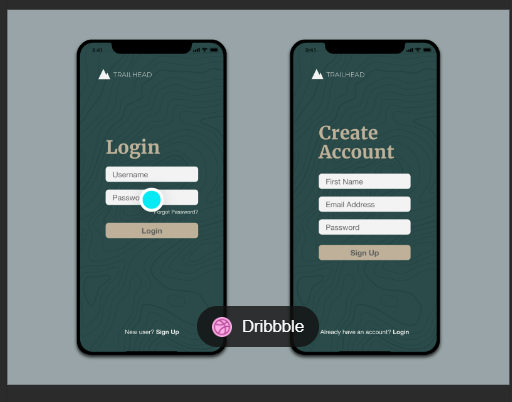 9:41
TRAILHEAD
Login
Username
Passwo
Forgot Password?
Login
New user? Sign Up
9:41
TRAILHEAD
Create
Account
First Name
Email Address
Password
Sign Up
Already have an account? Login
Dribbble